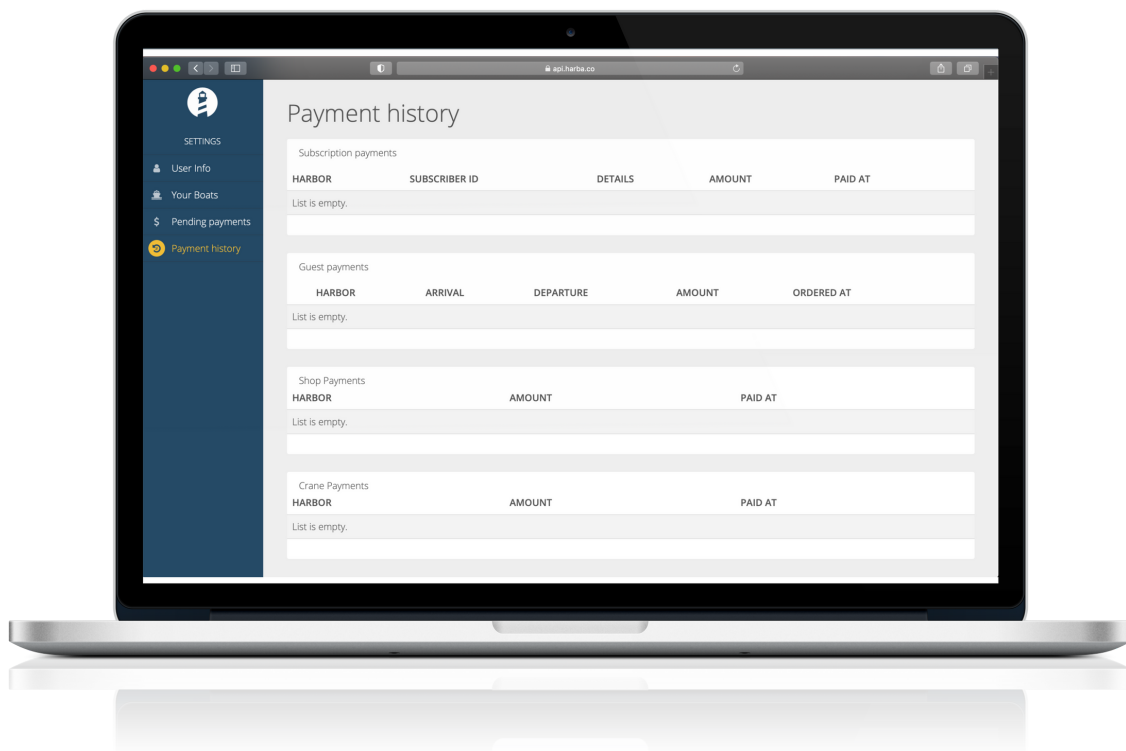 api.harba.co
SETTINGS
User Info
Your Boats
$ Pending payments
Payment history
Payment history
Subscription payments
HARBOR SUBSCRIBER ID DETAILS AMOUNT PAID AT
List is empty.
Guest payments
HARBOR ARRIVAL DEPARTURE AMOUNT ORDERED AT
List is empty.
Shop Payments
HARBOR AMOUNT PAID AT
List is empty.
Crane Payments
HARBOR AMOUNT PAID AT
List is empty.